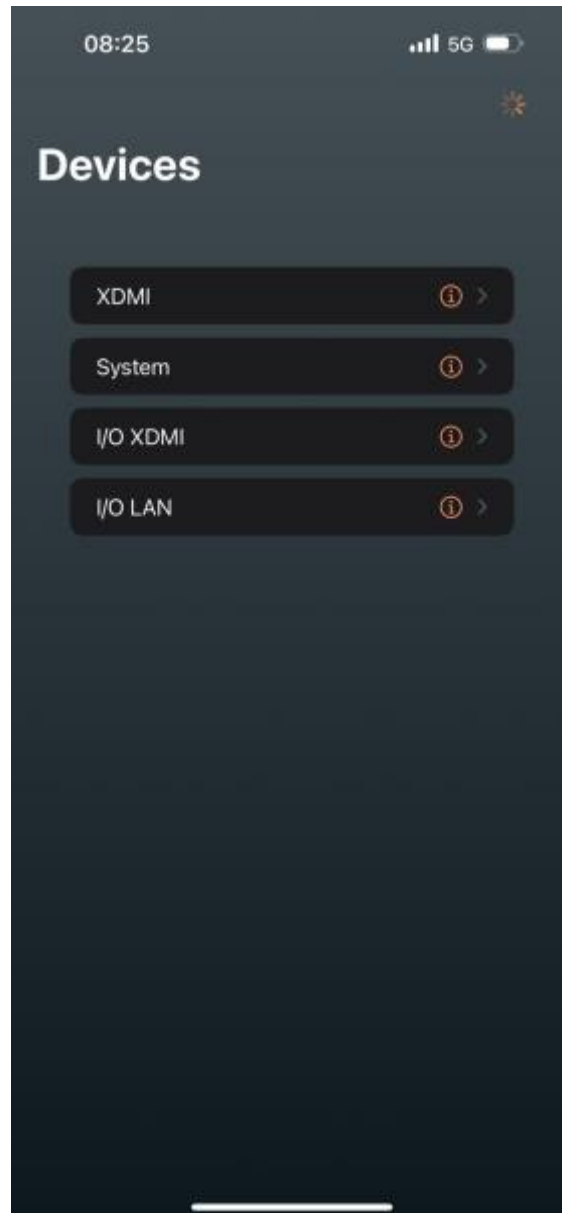 08:25 5G
Devices
XDMI
System
I/O XDMI
I/O LAN